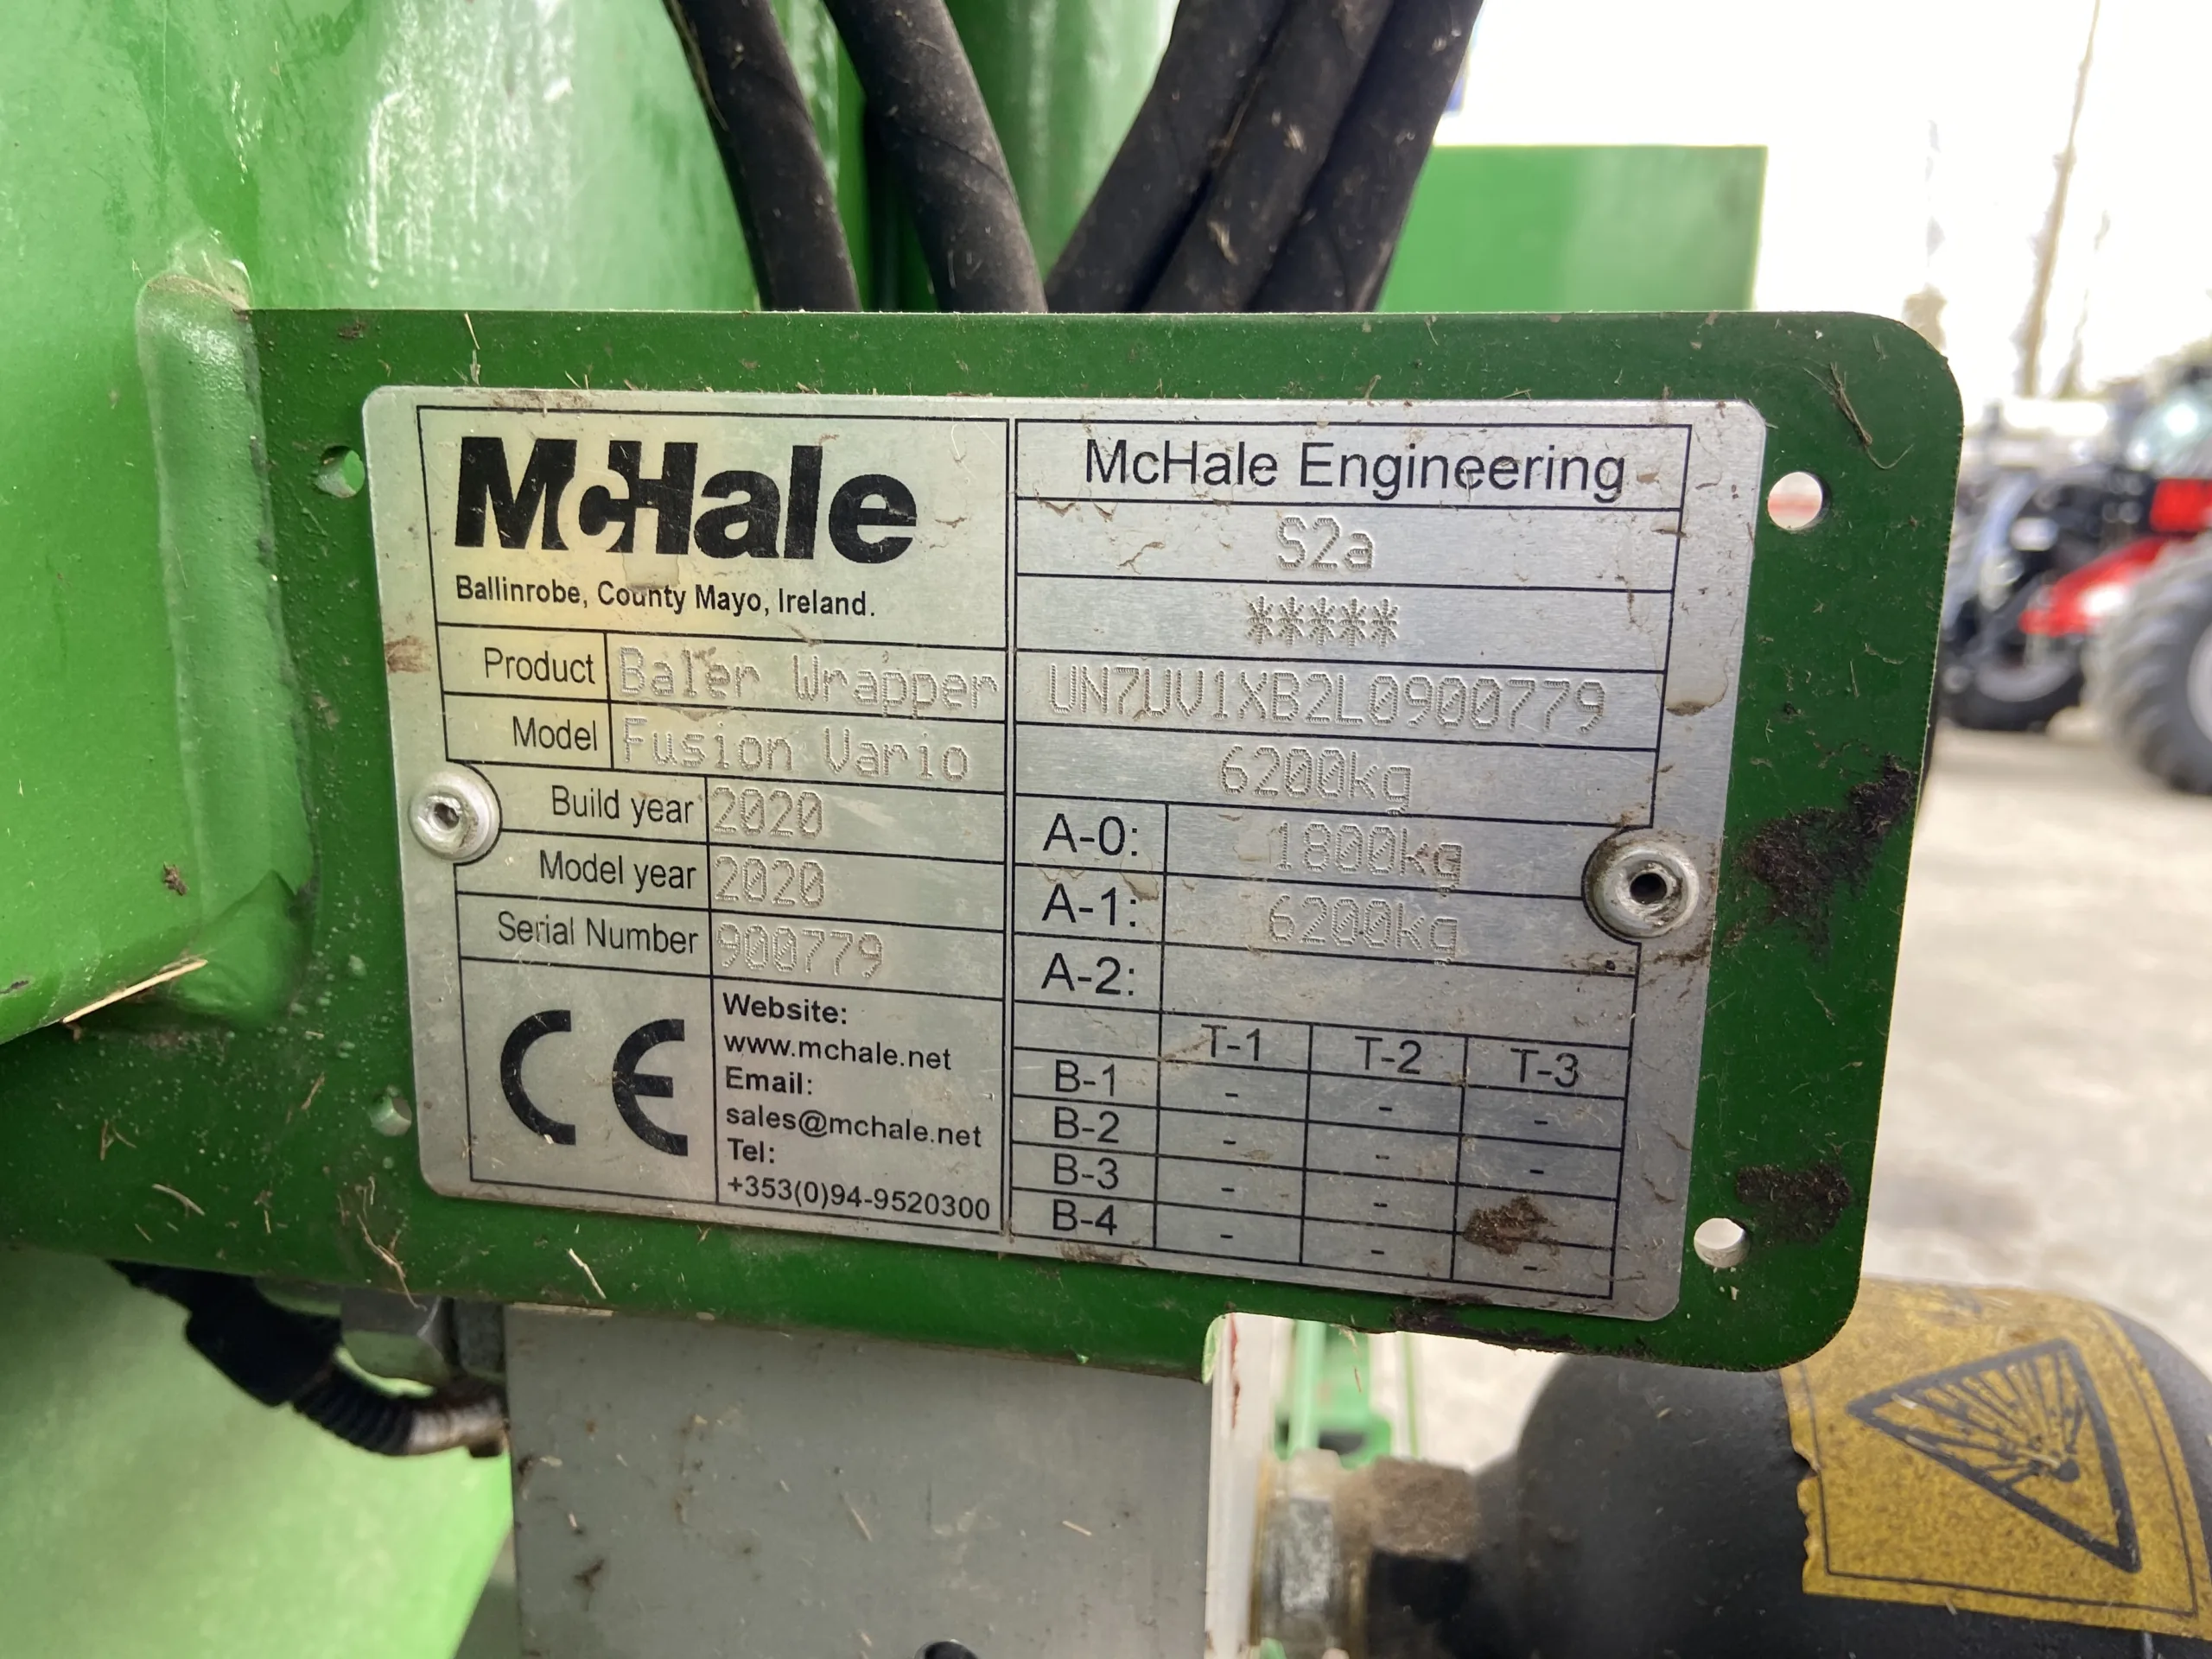 McHale
Ballinrobe, County Mayo, Ireland.
Product Baler Wrapper
Model Fusion Vario
Build year 2020
Model year 2020
Serial Number 900779
CE
Website:
www.mchale.net
Email:
sales@mchale.net
Tel:
+353(0)94-9520300
McHale Engineering
S2a
*****
UN7UV1XB2L0900779
6200kg
A-0: 1800kg
A-1: 6200kg
A-2:
T-1 T-2 T-3
B-1 - - -
B-2 - - -
B-3 - - -
B-4 - - -